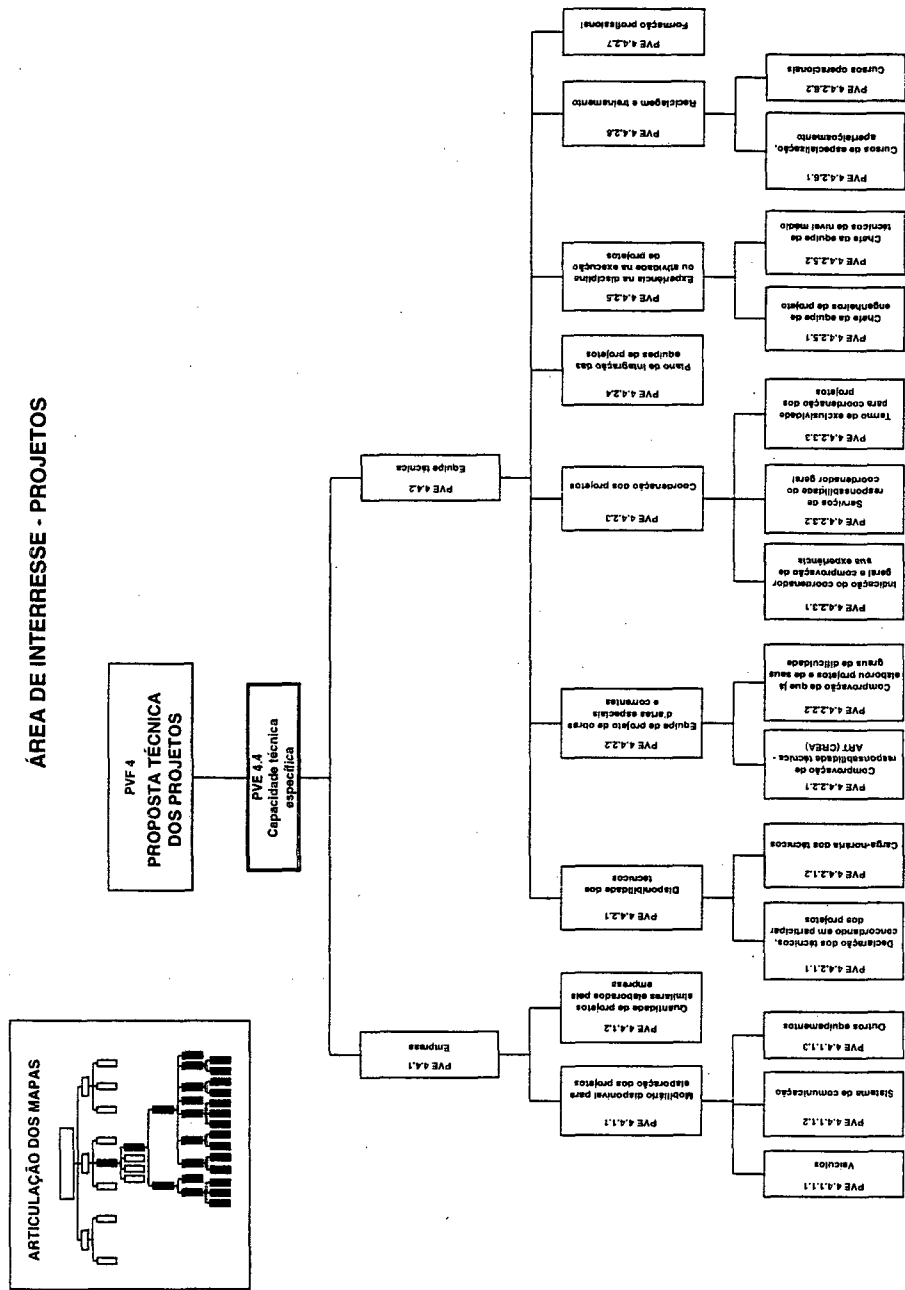 ÁREA DE INTERRESSE - PROJETOS
ARTICULAÇÃO DOS MAPAS
PVF 4
PROPOSTA TÉCNICA
DOS PROJETOS
PVE 4.4
Capacidade técnica
específica
PVE 4.4.1
Empresa
PVE 4.4.2
Equipe técnica
PVE 4.4.1.1
Mobiliário disponível para
elaboração dos projetos
PVE 4.4.1.2
Quantidade de projetos
similares elaborados pela
empresa
PVE 4.4.2.1
Disponibilidade dos
técnicos
PVE 4.4.2.2
Equipe de projeto de obras
d'artes especiais
e correntes
PVE 4.4.2.3
Coordenação dos projetos
PVE 4.4.2.4
Plano de integração das
equipes de projetos
PVE 4.4.2.5
Experiência na disciplina
ou atividade na execução
de projetos
PVE 4.4.2.6
Reciclagem e treinamento
PVE 4.4.2.7
Formação profissional
PVE 4.4.1.1.1
Veículos
PVE 4.4.1.1.2
Sistema de comunicação
PVE 4.4.1.1.3
Outros equipamentos
PVE 4.4.2.1.1
Declaração dos técnicos,
concordando em participar
dos projetos
PVE 4.4.2.1.2
Carga-horária dos técnicos
PVE 4.4.2.2.1
Comprovação de
responsabilidade técnica -
ART (CREA)
PVE 4.4.2.2.2
Comprovação de que já
elaborou projetos e de seus
graus de dificuldade
PVE 4.4.2.3.1
Indicação do coordenador
geral e comprovação de
sua experiência
PVE 4.4.2.3.2
Serviços de
responsabilidade do
coordenador geral
PVE 4.4.2.3.3
Termo de exclusividade
para coordenação dos
projetos
PVE 4.4.2.5.1
Chefe da equipe de
engenheiros de projeto
PVE 4.4.2.5.2
Chefe da equipe de
técnicos de nível médio
PVE 4.4.2.6.1
Cursos de especialização,
aperfeiçoamento
PVE 4.4.2.6.2
Cursos operacionais